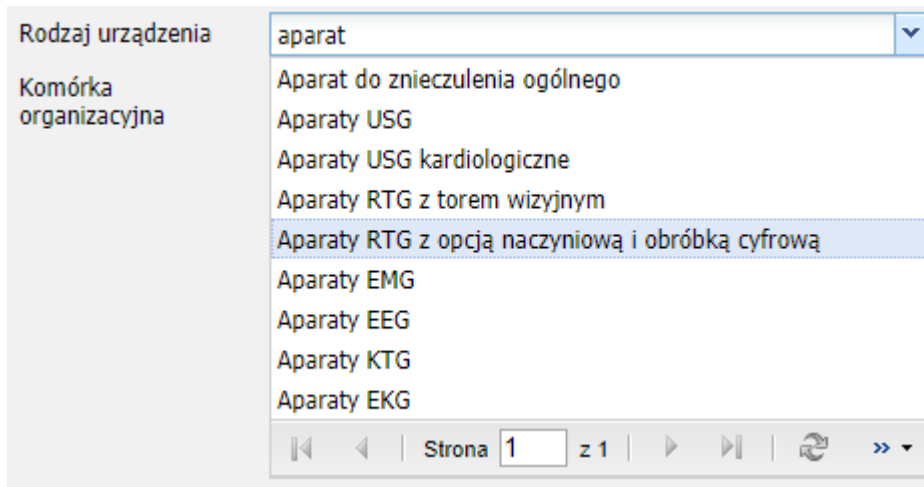 Rodzaj urządzenia
aparat
Komórka
organizacyjna
Aparat do znieczulenia ogólnego
Aparaty USG
Aparaty USG kardiologiczne
Aparaty RTG z torem wizyjnym
Aparaty RTG z opcją naczyniową i obróbką cyfrową
Aparaty EMG
Aparaty EEG
Aparaty KTG
Aparaty EKG
Strona 1 z 1